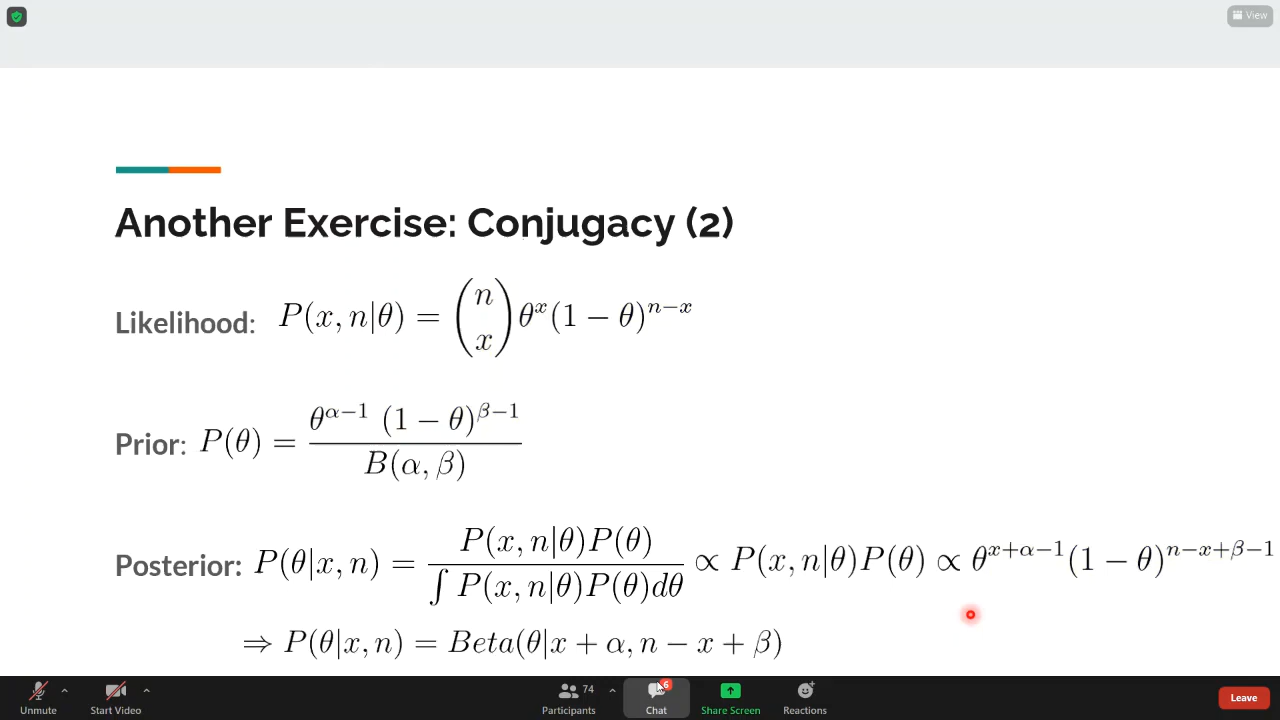 View
Another Exercise: Conjugacy (2)
Likelihood: P(x, n|θ) = (n x) θ^x (1 − θ)^{n−x}
Prior: P(θ) = θ^{α−1} (1 − θ)^{β−1} / B(α, β)
Posterior: P(θ|x, n) = P(x, n|θ)P(θ) / ∫ P(x, n|θ)P(θ)dθ ∝ P(x, n|θ)P(θ) ∝ θ^{x+α−1}(1 − θ)^{n−x+β−1}
⇒ P(θ|x, n) = Beta(θ|x + α, n − x + β)
74
6
Unmute
Start Video
Participants
Chat
Share Screen
Reactions
Leave